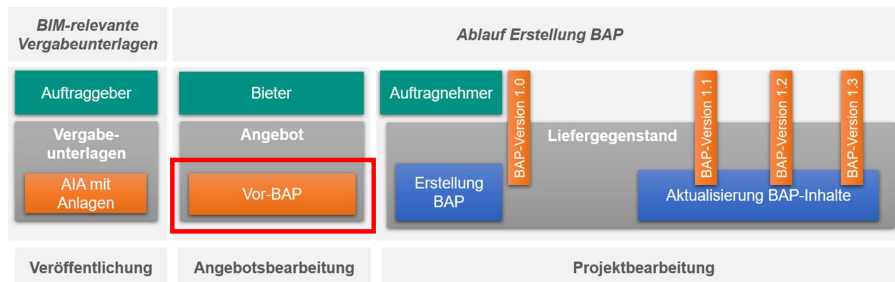 BIM-relevante
Vergabeunterlagen
Ablauf Erstellung BAP
Auftraggeber
Bieter
Auftragnehmer
BAP-Version 1.0
BAP-Version 1.1
BAP-Version 1.2
BAP-Version 1.3
Vergabe-
unterlagen
Angebot
Liefergegenstand
AIA mit
Anlagen
Vor-BAP
Erstellung
BAP
Aktualisierung BAP-Inhalte
Veröffentlichung
Angebotsbearbeitung
Projektbearbeitung